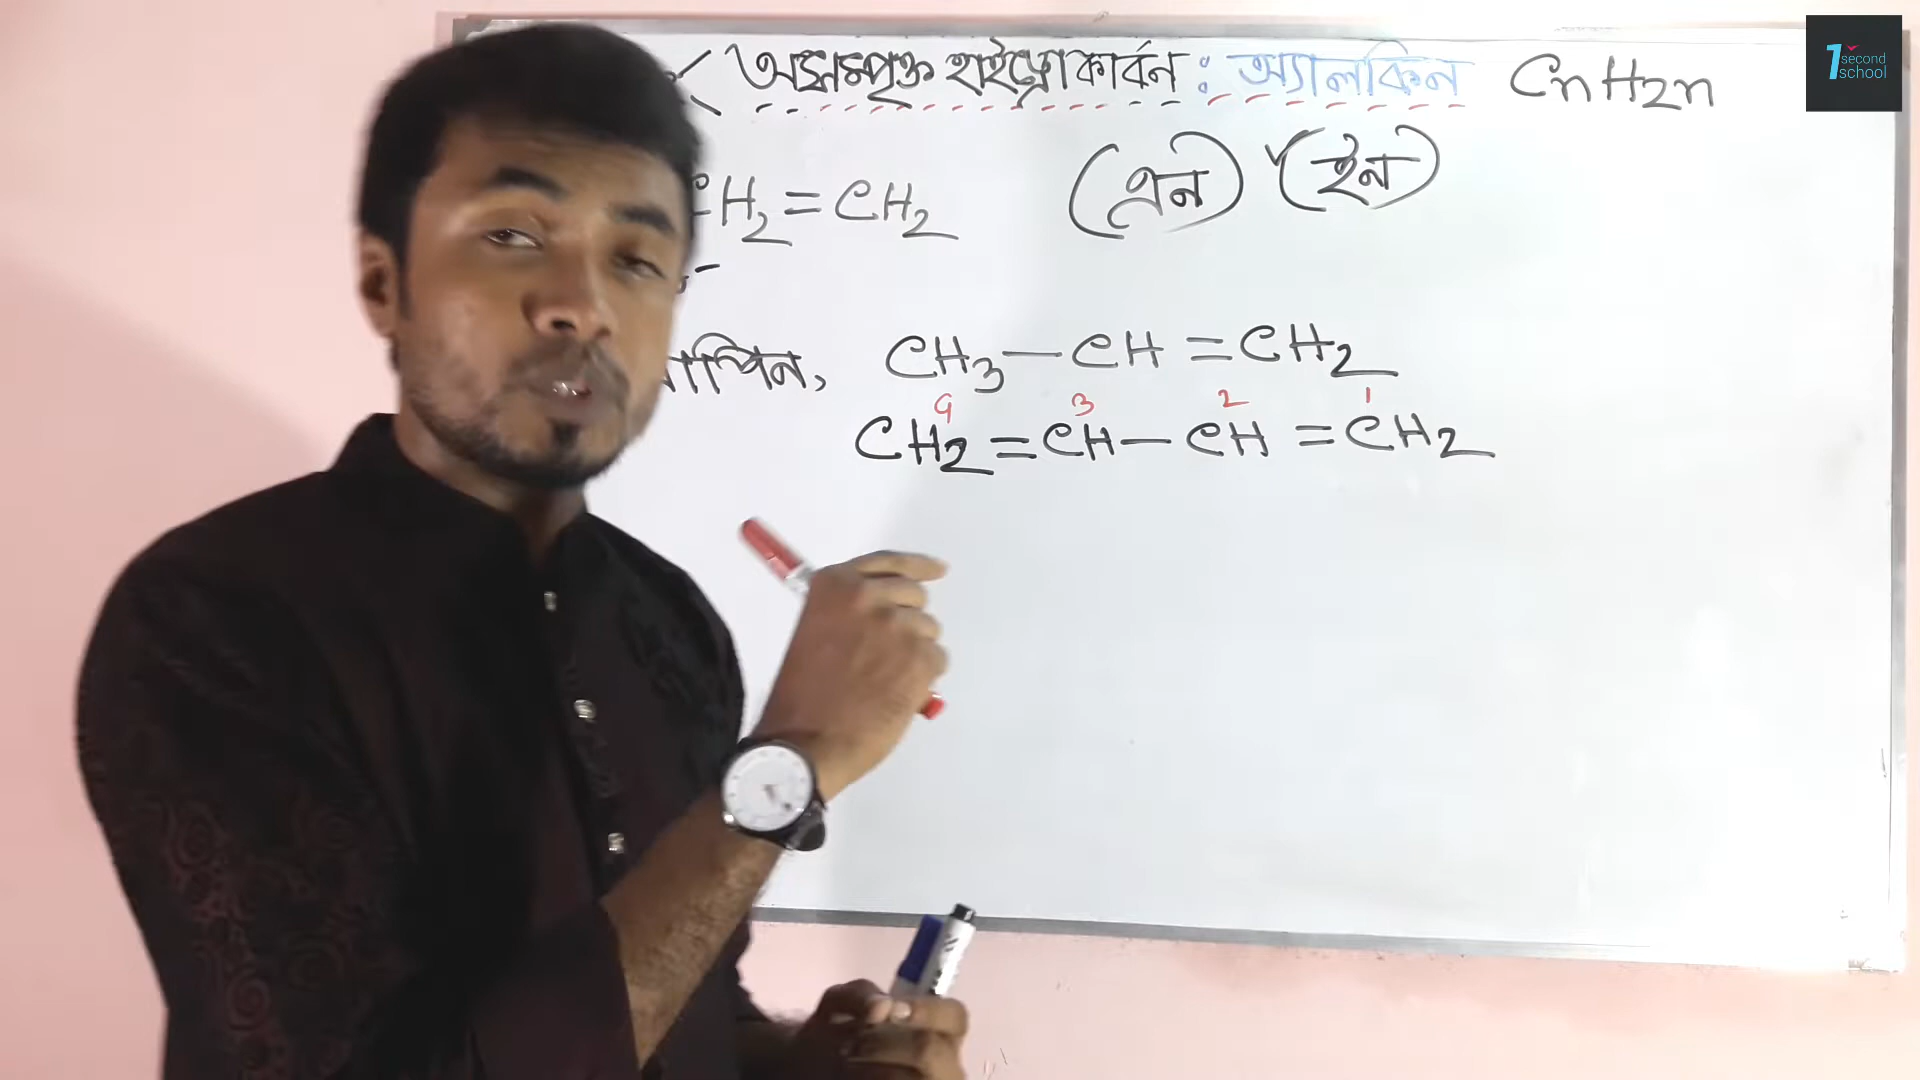 অসম্পৃক্ত হাইড্রোকার্বন : অ্যালকিন CnH2n
1 second school
(এন) (ইন)
CH2 = CH2
CH3 — CH = CH2
4 3 2 1
CH2 = CH — CH = CH2